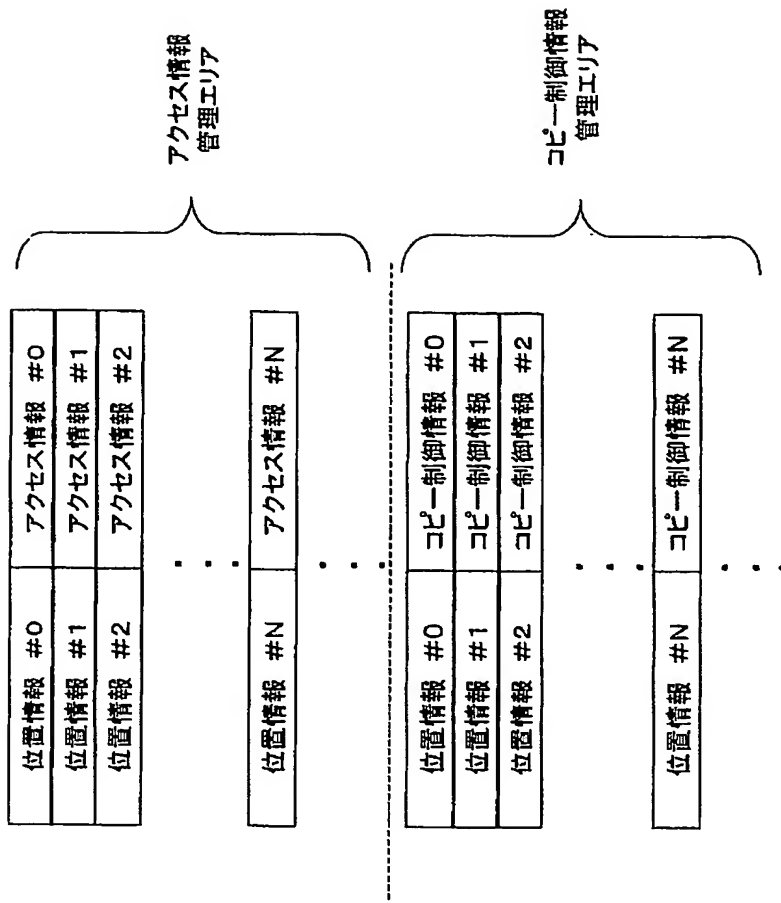 位置情報 #0 アクセス情報 #0
位置情報 #1 アクセス情報 #1
位置情報 #2 アクセス情報 #2
位置情報 #N アクセス情報 #N
アクセス情報
管理エリア
位置情報 #0 コピー制御情報 #0
位置情報 #1 コピー制御情報 #1
位置情報 #2 コピー制御情報 #2
位置情報 #N コピー制御情報 #N
コピー制御情報
管理エリア